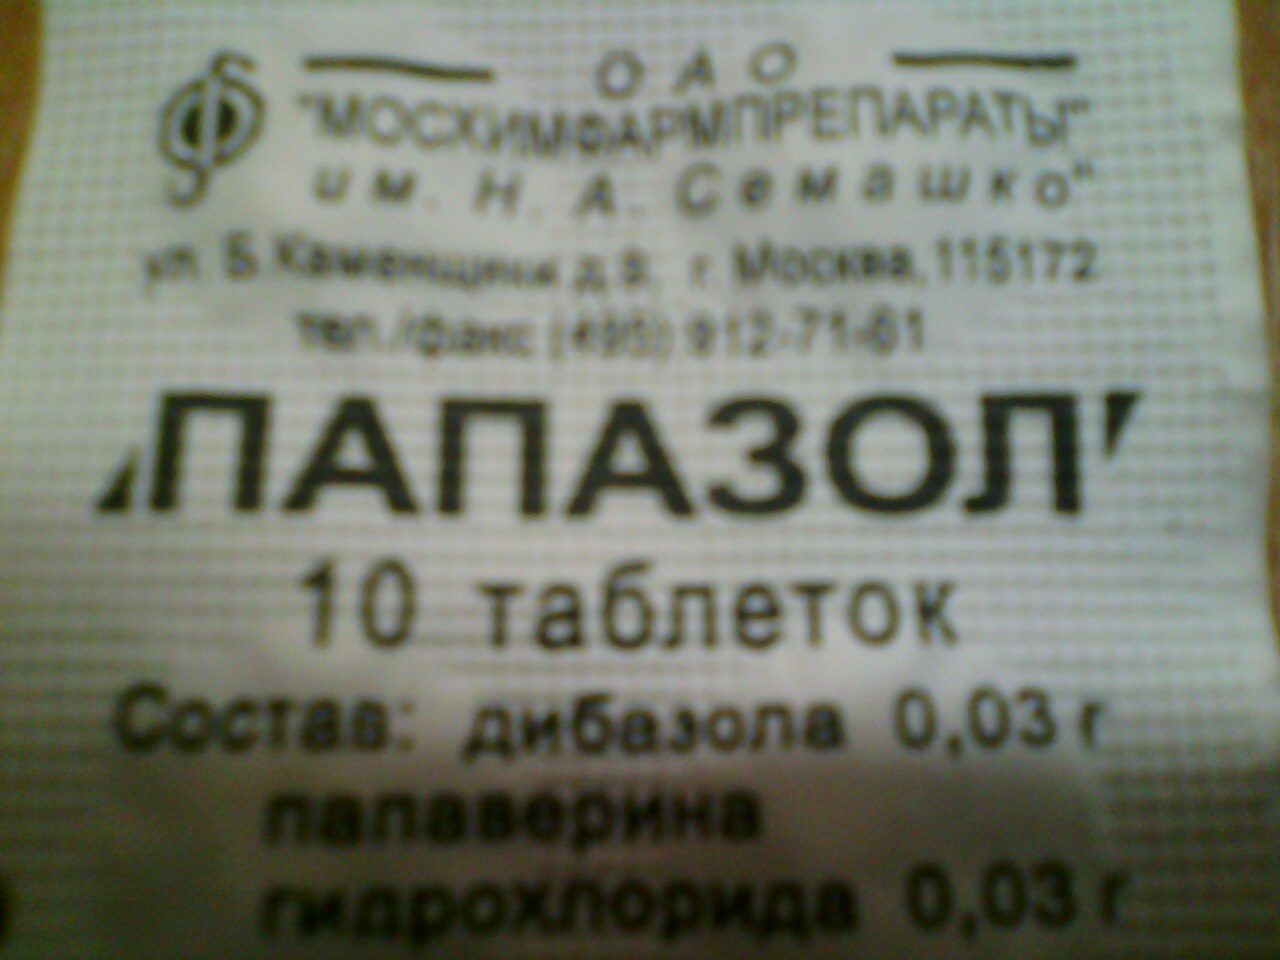 ОАО
"МОСХИМФАРМПРЕПАРАТЫ"
им. Н. А. Семашко"
ул. Б. Каменщики д.9, г. Москва, 115172
тел./факс (495) 912-71-61
"ПАПАЗОЛ"
10 таблеток
Состав: дибазола 0,03 г
папаверина
гидрохлорида 0,03 г